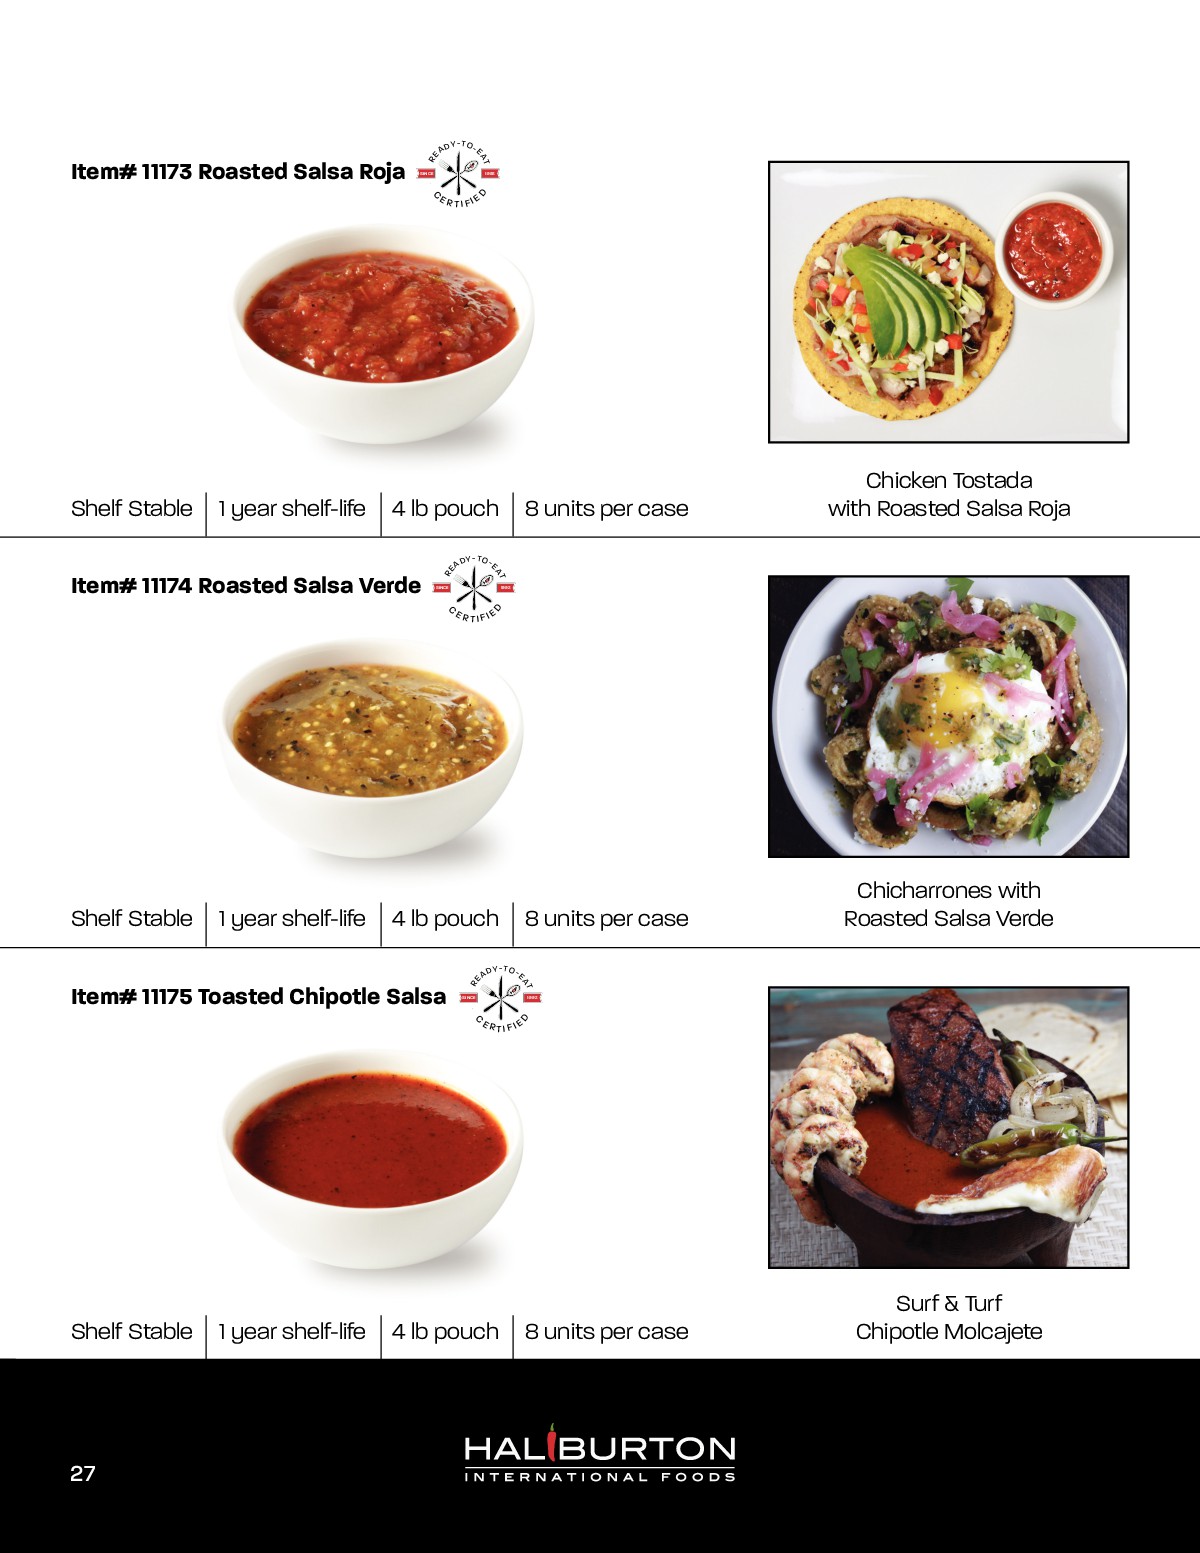 Item# 11173 Roasted Salsa Roja
READY-TO-EAT
SINCE
CERTIFIED
Shelf Stable
1 year shelf-life
4 lb pouch
8 units per case
Chicken Tostada
with Roasted Salsa Roja
Item# 11174 Roasted Salsa Verde
READY-TO-EAT
SINCE
CERTIFIED
Shelf Stable
1 year shelf-life
4 lb pouch
8 units per case
Chicharrones with
Roasted Salsa Verde
Item# 11175 Toasted Chipotle Salsa
READY-TO-EAT
SINCE
CERTIFIED
Shelf Stable
1 year shelf-life
4 lb pouch
8 units per case
Surf & Turf
Chipotle Molcajete
27
HALIBURTON
INTERNATIONAL FOODS